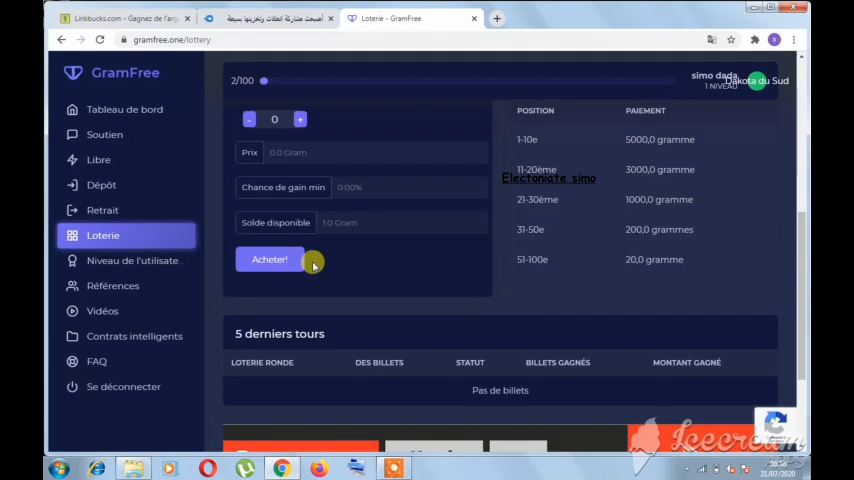 Linkbucks.com - Gagnez de l'arg
أصبحت مشاركة الملفات وتخزينها بسيطة
Loterie - GramFree
gramfree.one/lottery
GramFree
2/100
simo dada
1 NIVEAU
Dakota du Sud
Tableau de bord
Soutien
Libre
Dépôt
Retrait
Loterie
Niveau de l'utilisate...
Références
Vidéos
Contrats intelligents
FAQ
Se déconnecter
- 0 +
Prix 0.0 Gram
Chance de gain min 0.00%
Solde disponible 1.0 Gram
Acheter!
POSITION PAIEMENT
1-10e 5000,0 gramme
11-20ème 3000,0 gramme
Electoniate simo
21-30ème 1000,0 gramme
31-50e 200,0 grammes
51-100e 20,0 gramme
5 derniers tours
LOTERIE RONDE DES BILLETS STATUT BILLETS GAGNÉS MONTANT GAGNÉ
Pas de billets
Icecream
APPS
21/07/2020